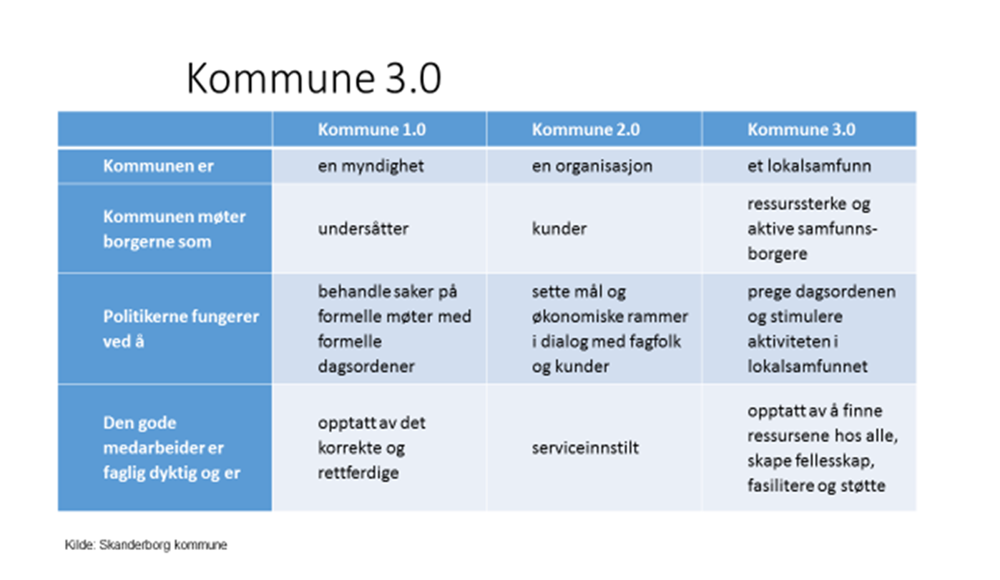 Kommune 3.0
Kommune 1.0
Kommune 2.0
Kommune 3.0
Kommunen er
en myndighet
en organisasjon
et lokalsamfunn
Kommunen møter
borgerne som
undersåtter
kunder
ressurssterke og
aktive samfunns-
borgere
Politikerne fungerer
ved å
behandle saker på
formelle møter med
formelle
dagsordener
sette mål og
økonomiske rammer
i dialog med fagfolk
og kunder
prege dagsordenen
og stimulere
aktiviteten i
lokalsamfunnet
Den gode
medarbeider er
faglig dyktig og er
opptatt av det
korrekte og
rettferdige
serviceinnstilt
opptatt av å finne
ressursene hos alle,
skape fellesskap,
fasilitere og støtte
Kilde: Skanderborg kommune